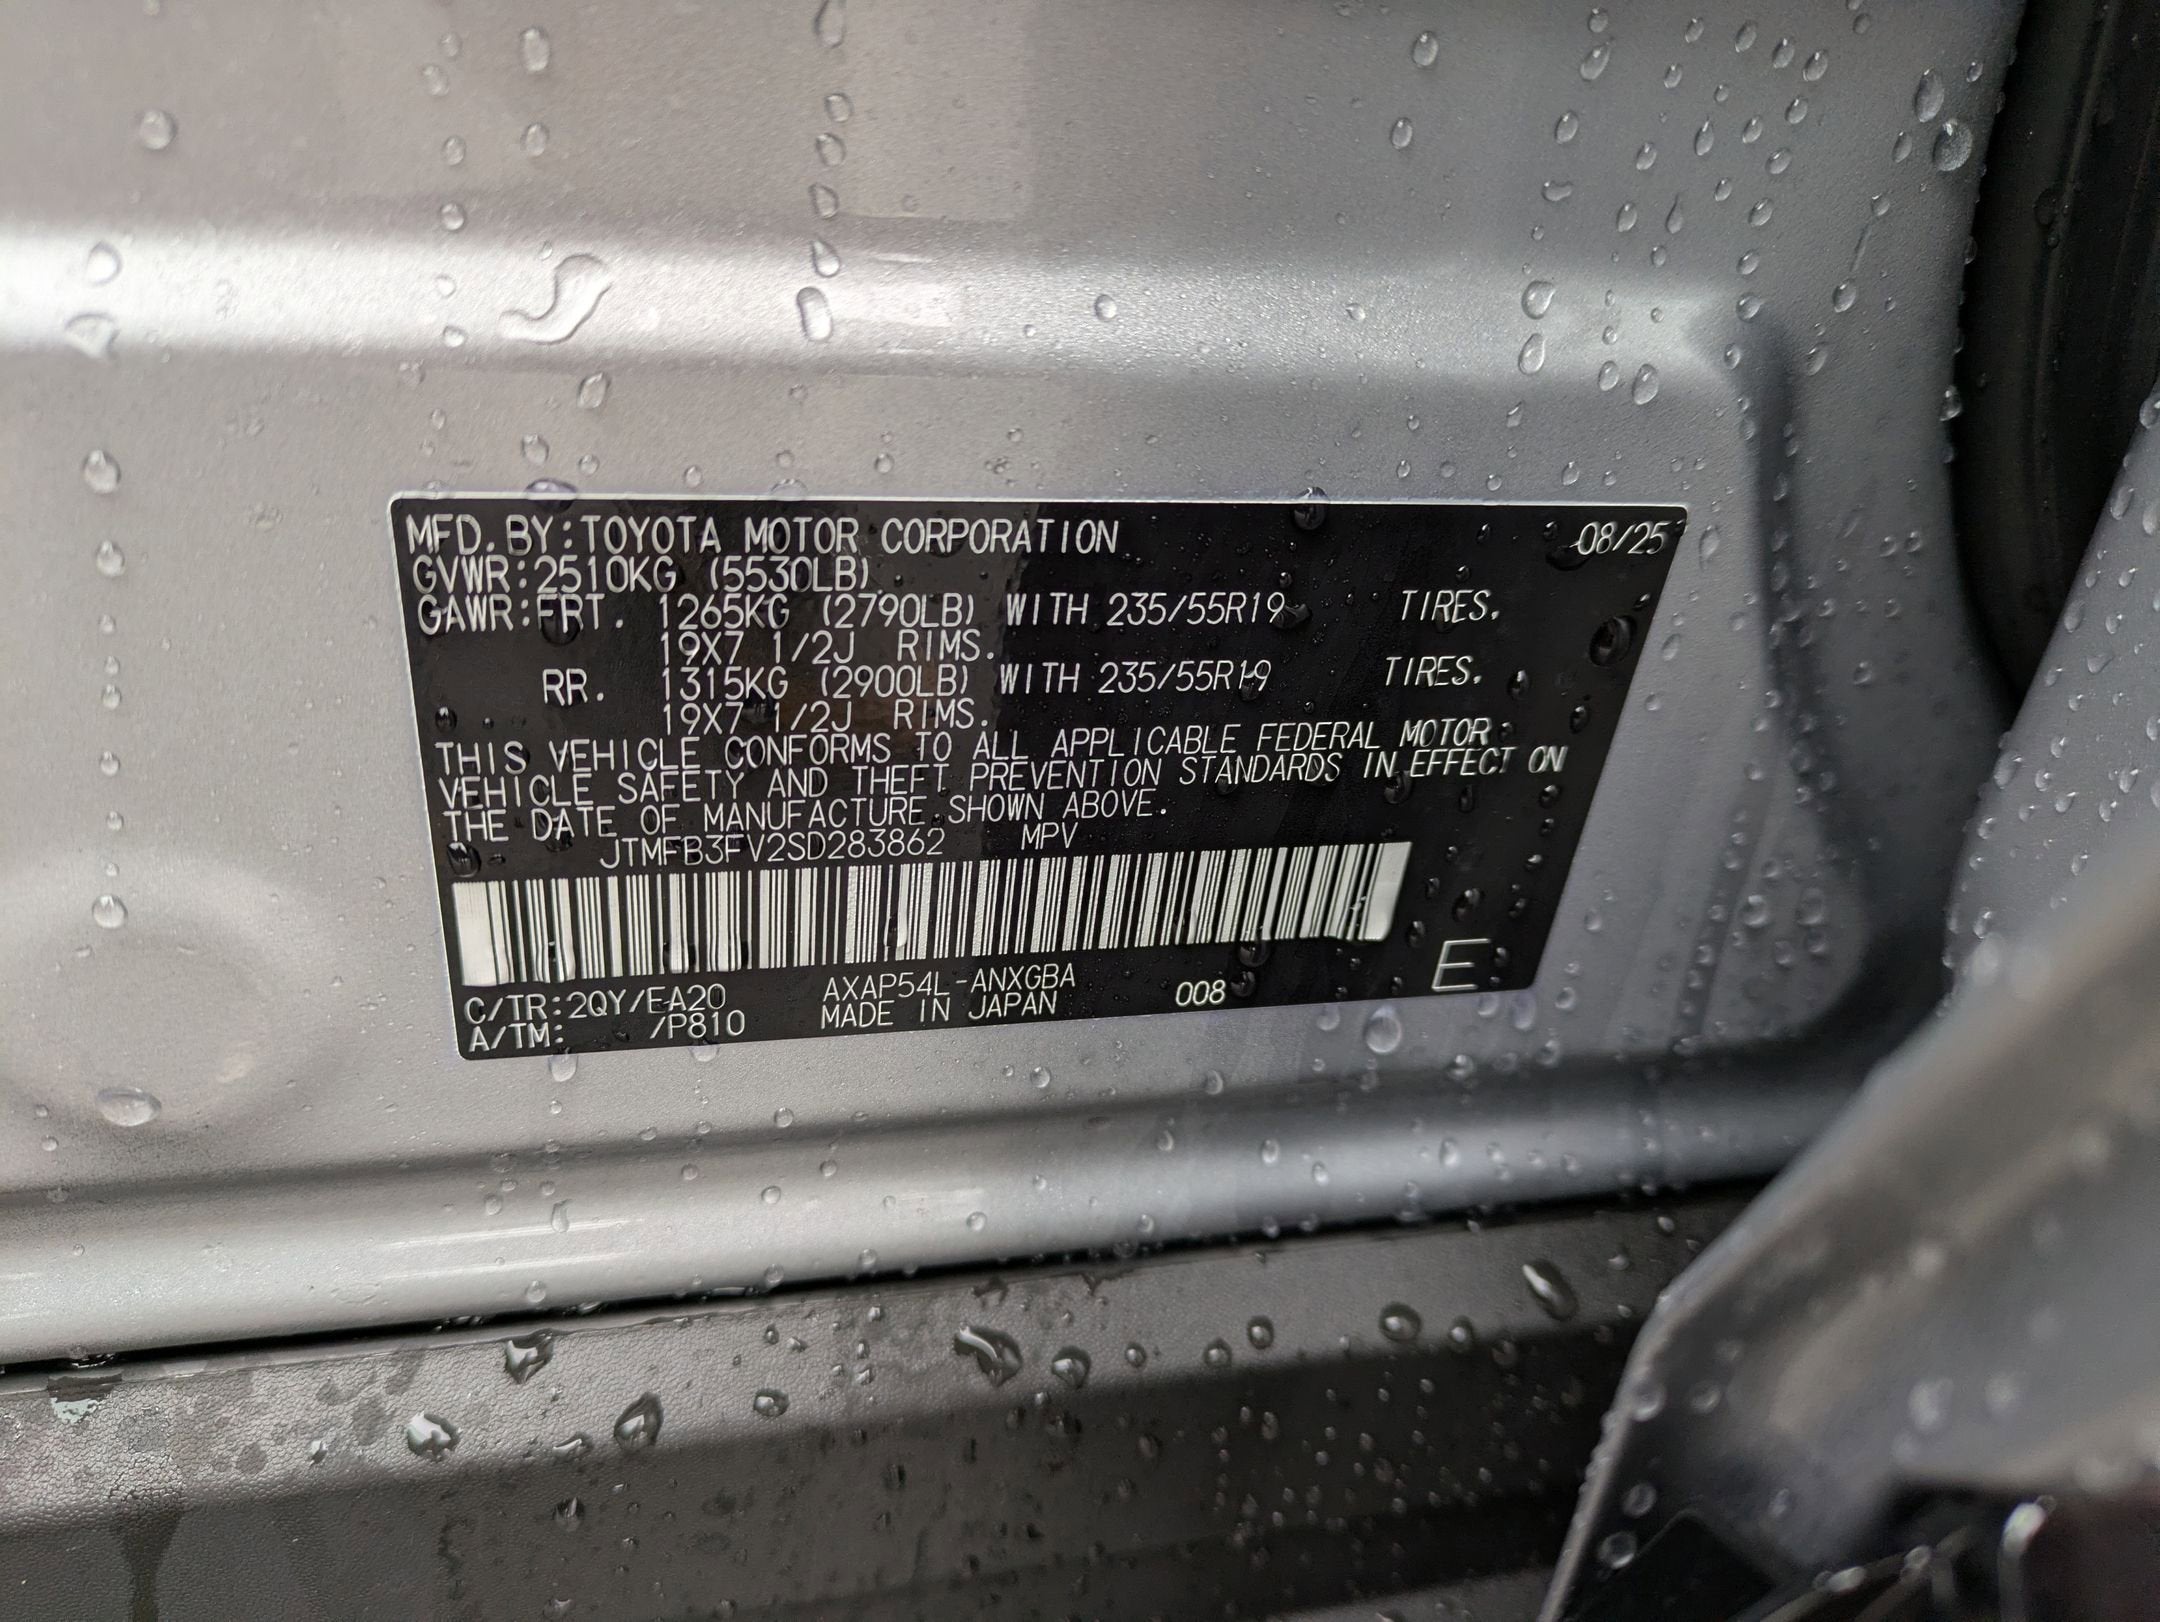 MFD. BY:TOYOTA MOTOR CORPORATION 08/25
GVWR:2510KG (5530LB)
GAWR:FRT. 1265KG (2790LB) WITH 235/55R19 TIRES.
19X7 1/2J RIMS.
RR. 1315KG (2900LB) WITH 235/55R19 TIRES.
19X7 1/2J RIMS.
THIS VEHICLE CONFORMS TO ALL APPLICABLE FEDERAL MOTOR
VEHICLE SAFETY AND THEFT PREVENTION STANDARDS IN EFFECT ON
THE DATE OF MANUFACTURE SHOWN ABOVE.
JTMFB3FV2SD283862 MPV
C/TR:2QY/EA20 AXAP54L-ANXGBA 008 E
A/TM: /P810 MADE IN JAPAN